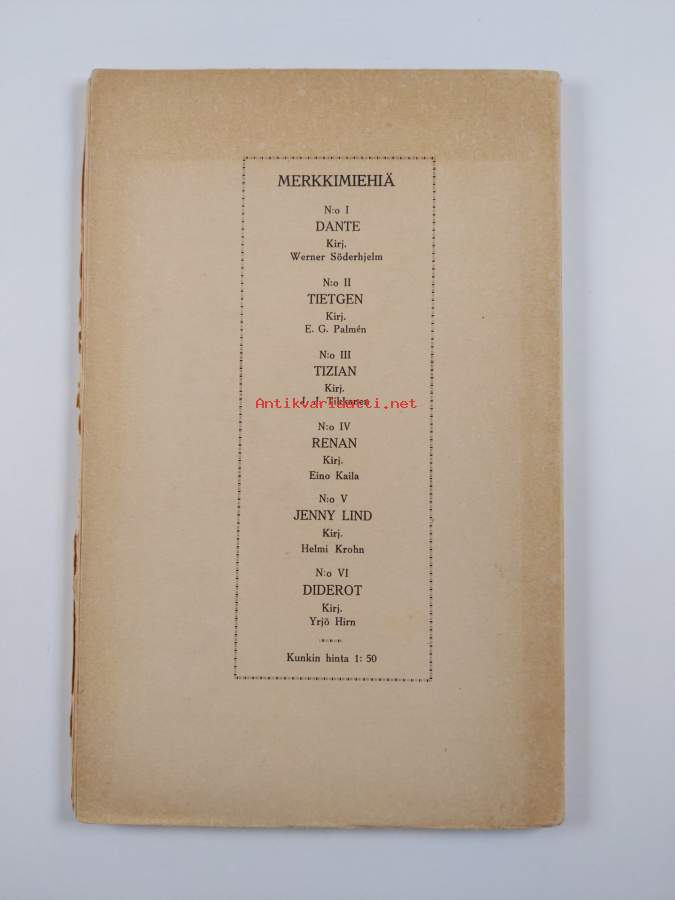 MERKKIMIEHIÄ
N:o I
DANTE
Kirj.
Werner Söderhjelm
N:o II
TIETGEN
Kirj.
E. G. Palmén
N:o III
TIZIAN
Kirj.
J. J. Tikkanen
Antikvariaatti.net
N:o IV
RENAN
Kirj.
Eino Kaila
N:o V
JENNY LIND
Kirj.
Helmi Krohn
N:o VI
DIDEROT
Kirj.
Yrjö Hirn
Kunkin hinta 1: 50